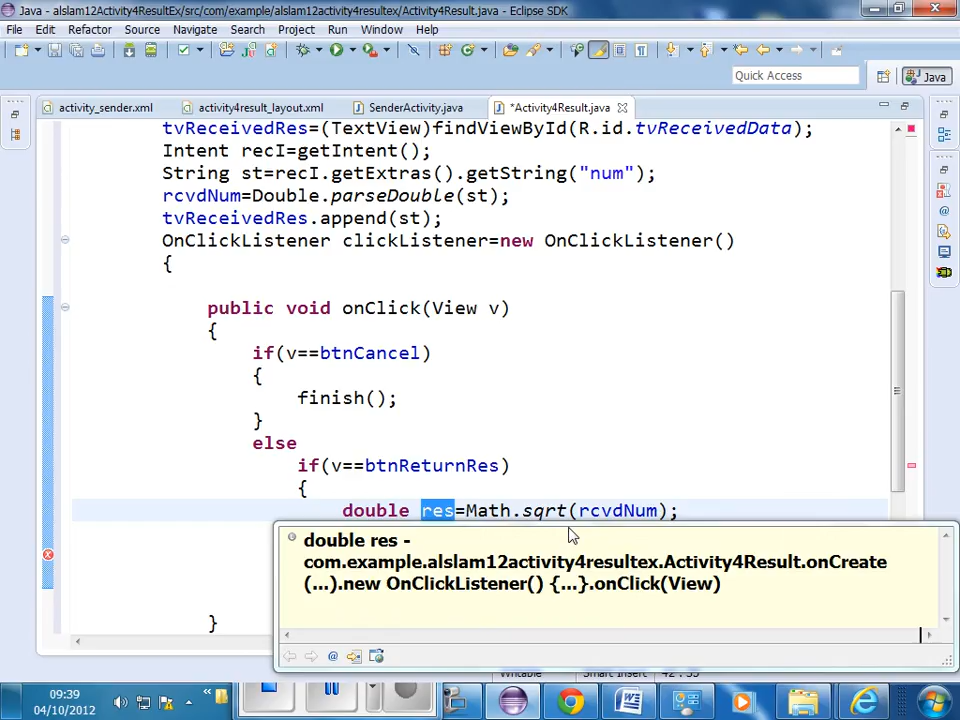 Java - alslam12Activity4ResultEx/src/com/example/alslam12activity4resultex/Activity4Result.java - Eclipse SDK
File Edit Refactor Source Navigate Search Project Run Window Help
Quick Access
Java
activity_sender.xml activity4result_layout.xml SenderActivity.java *Activity4Result.java
tvReceivedRes=(TextView)findViewById(R.id.tvReceivedData);
Intent recI=getIntent();
String st=recI.getExtras().getString("num");
rcvdNum=Double.parseDouble(st);
tvReceivedRes.append(st);
OnClickListener clickListener=new OnClickListener()
{
public void onClick(View v)
{
if(v==btnCancel)
{
finish();
}
else
if(v==btnReturnRes)
{
double res=Math.sqrt(rcvdNum);
double res -
com.example.alslam12activity4resultex.Activity4Result.onCreate
(...).new OnClickListener() {...}.onClick(View)
}
09:39
04/10/2012